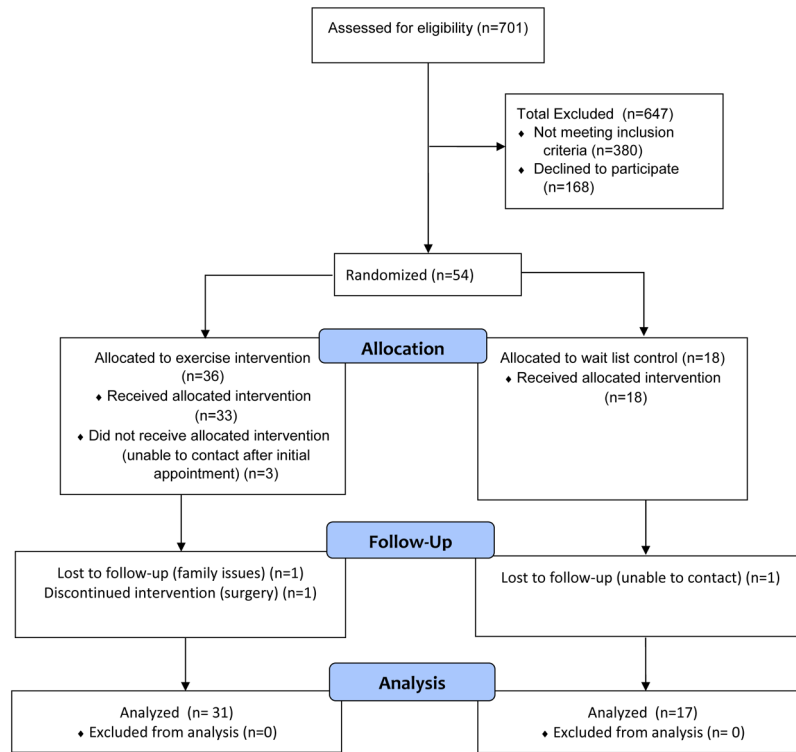 Assessed for eligibility (n=701)
Total Excluded (n=647)
♦ Not meeting inclusion
criteria (n=380)
♦ Declined to participate
(n=168)
Randomized (n=54)
Allocation
Allocated to exercise intervention
(n=36)
♦ Received allocated intervention
(n=33)
♦ Did not receive allocated intervention
(unable to contact after initial
appointment) (n=3)
Allocated to wait list control (n=18)
♦ Received allocated intervention
(n=18)
Follow-Up
Lost to follow-up (family issues) (n=1)
Discontinued intervention (surgery) (n=1)
Lost to follow-up (unable to contact) (n=1)
Analysis
Analyzed (n= 31)
♦ Excluded from analysis (n=0)
Analyzed (n=17)
♦ Excluded from analysis (n= 0)